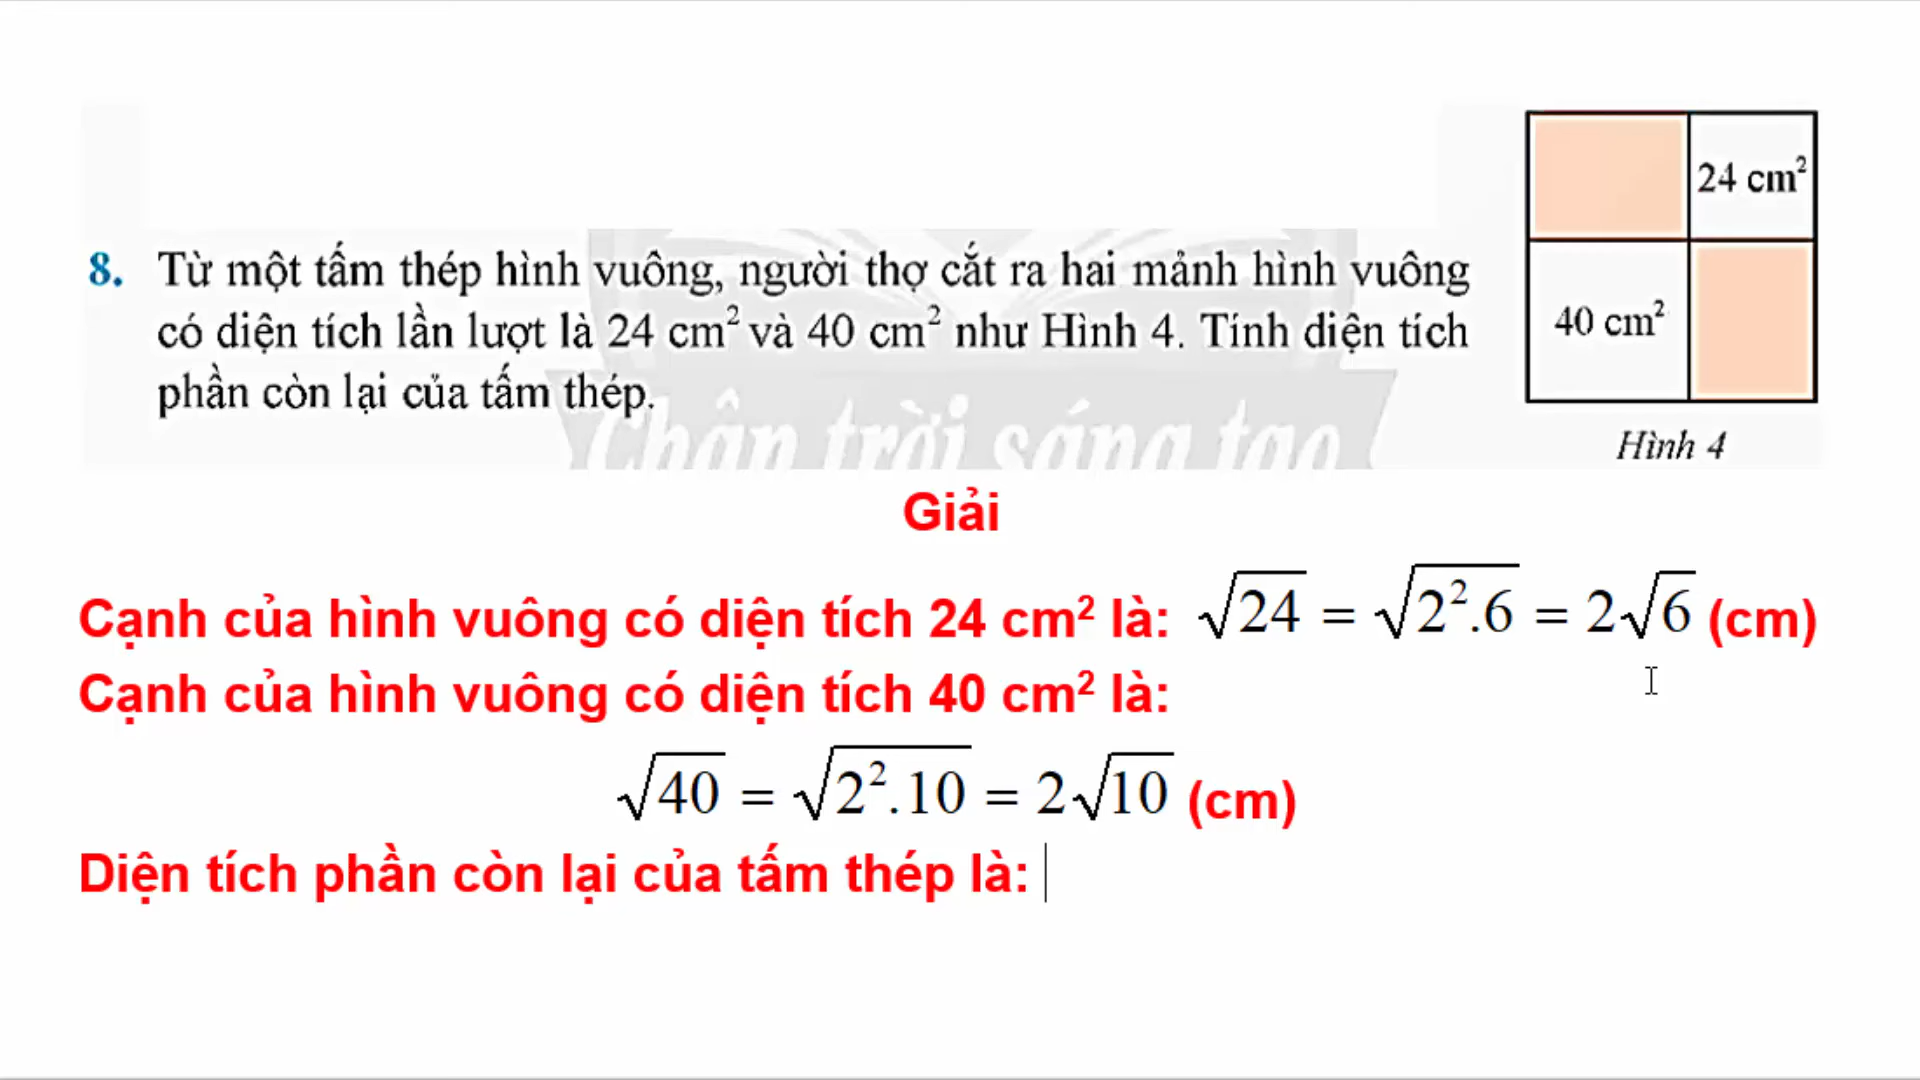 24 cm²
8. Từ một tấm thép hình vuông, người thợ cắt ra hai mảnh hình vuông
có diện tích lần lượt là 24 cm² và 40 cm² như Hình 4. Tính diện tích
phần còn lại của tấm thép.
40 cm²
Chân trời sáng tạo
Hình 4
Giải
Cạnh của hình vuông có diện tích 24 cm² là: √24 = √2².6 = 2√6 (cm)
Cạnh của hình vuông có diện tích 40 cm² là:
√40 = √2².10 = 2√10 (cm)
Diện tích phần còn lại của tấm thép là: